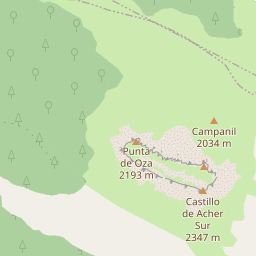 Campanil
2034 m
Punta
de Oza
2193 m
Castillo
de Acher
Sur
2347 m